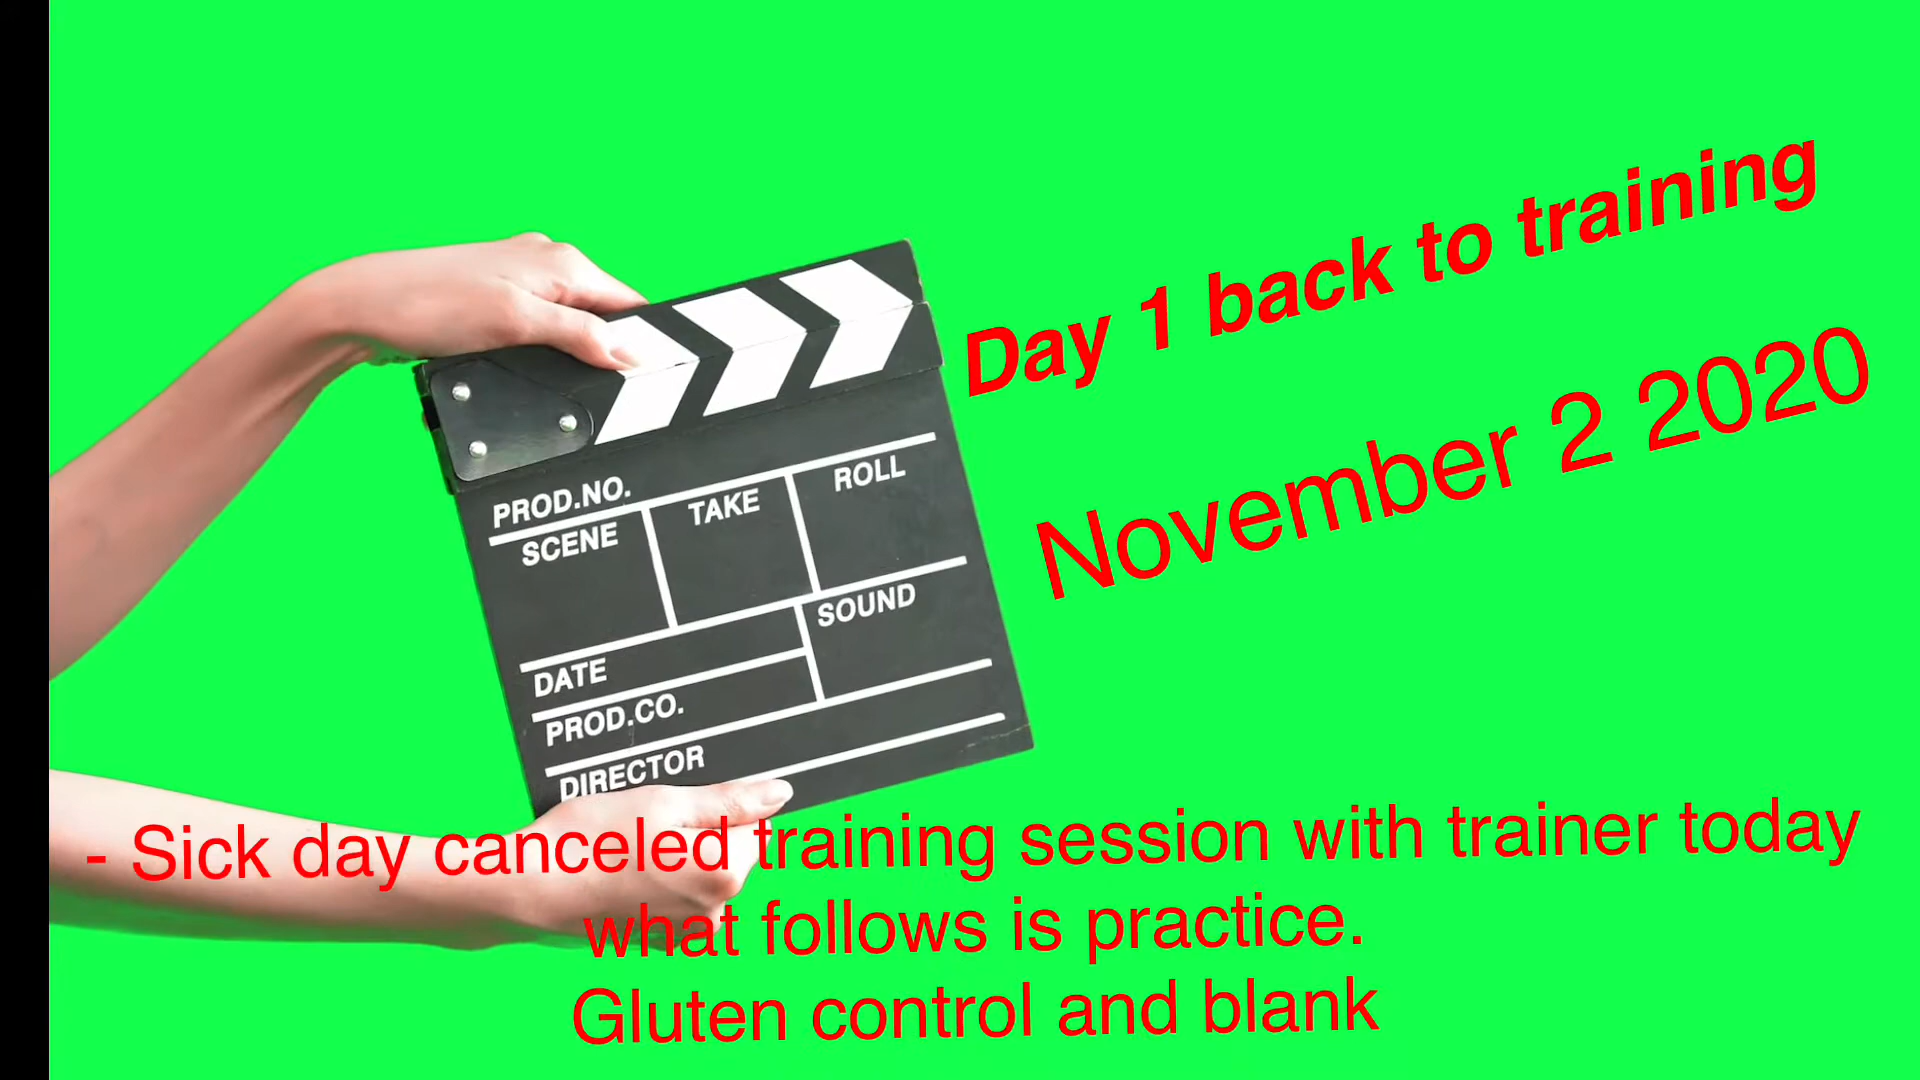 Day 1 back to training
November 2 2020
PROD.NO.
SCENE TAKE ROLL
SOUND
DATE
PROD.CO.
DIRECTOR
- Sick day canceled training session with trainer today
what follows is practice.
Gluten control and blank